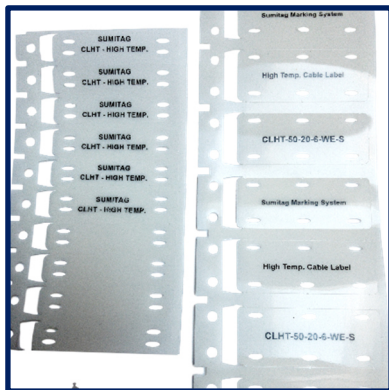 SUMITAG
CLHT - HIGH TEMP.
SUMITAG
CLHT - HIGH TEMP.
SUMITAG
CLHT - HIGH TEMP.
SUMITAG
CLHT - HIGH TEMP.
SUMITAG
CLHT - HIGH TEMP.
SUMITAG
CLHT - HIGH TEMP.
Sumitag Marking System
High Temp. Cable Label
CLHT-50-20-6-WE-S
Sumitag Marking System
High Temp. Cable Label
CLHT-50-20-6-WE-S